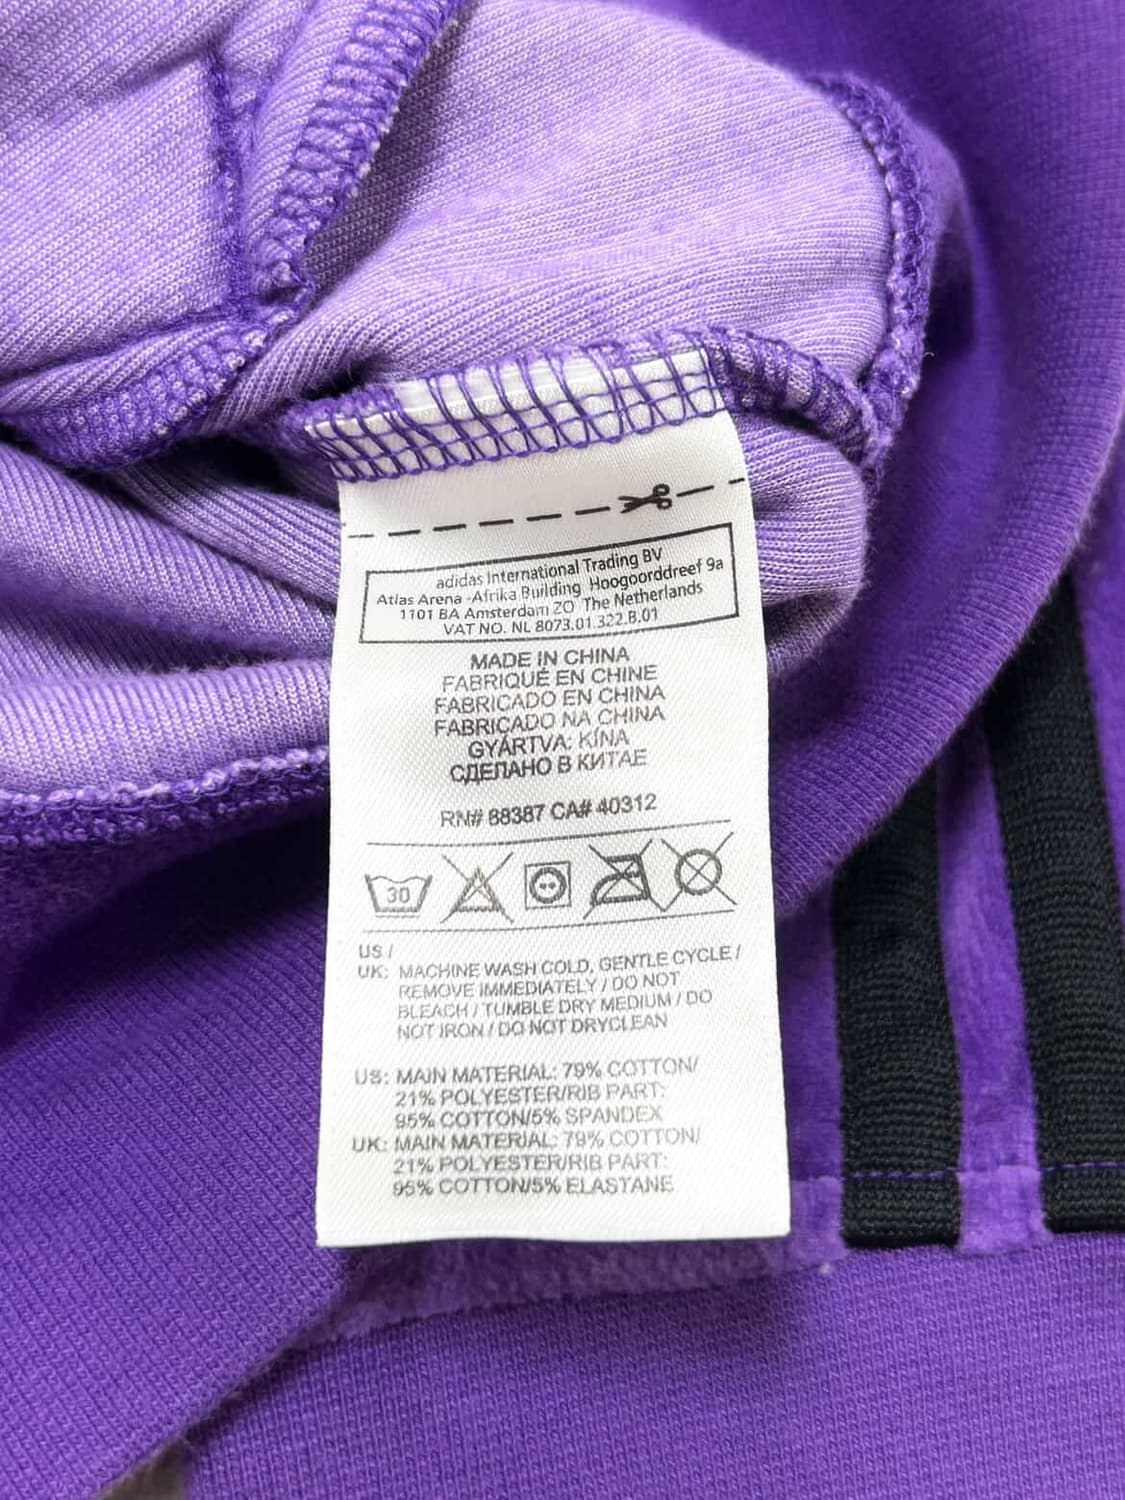 adidas International Trading BV
Atlas Arena -Afrika Building Hoogoorddreef 9a
1101 BA Amsterdam ZO The Netherlands
VAT NO. NL 8073.01.322.B.01
MADE IN CHINA
FABRIQUÉ EN CHINE
FABRICADO EN CHINA
FABRICADO NA CHINA
GYÁRTVA: KÍNA
СДЕЛАНО В КИТАЕ
RN# 88387 CA# 40312
30
US /
UK: MACHINE WASH COLD, GENTLE CYCLE /
REMOVE IMMEDIATELY / DO NOT
BLEACH / TUMBLE DRY MEDIUM / DO
NOT IRON / DO NOT DRYCLEAN
US: MAIN MATERIAL: 79% COTTON/
21% POLYESTER/RIB PART:
95% COTTON/5% SPANDEX
UK: MAIN MATERIAL: 79% COTTON/
21% POLYESTER/RIB PART:
95% COTTON/5% ELASTANE